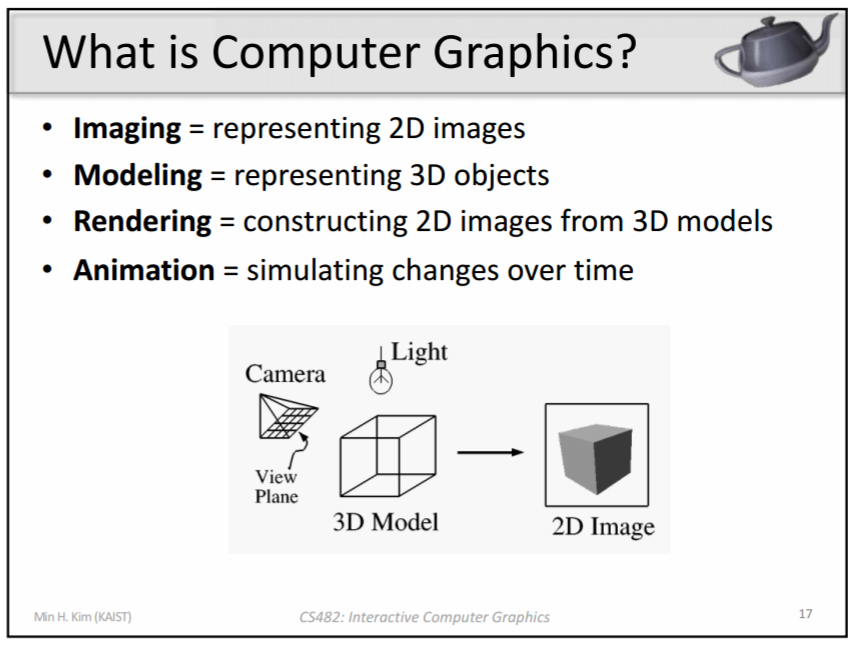 What is Computer Graphics?
• Imaging = representing 2D images
• Modeling = representing 3D objects
• Rendering = constructing 2D images from 3D models
• Animation = simulating changes over time
Light
Camera
View
Plane
3D Model
2D Image
Min H. Kim (KAIST)
CS482: Interactive Computer Graphics
17